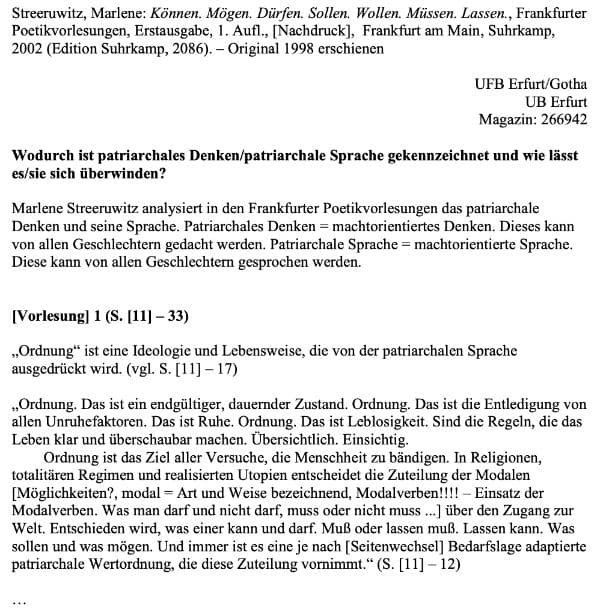 Streeruwitz, Marlene: Können. Mögen. Dürfen. Sollen. Wollen. Müssen. Lassen., Frankfurter
Poetikvorlesungen, Erstausgabe, 1. Aufl., [Nachdruck],  Frankfurt am Main, Suhrkamp,
2002 (Edition Suhrkamp, 2086). – Original 1998 erschienen
UFB Erfurt/Gotha
UB Erfurt
Magazin: 266942
Wodurch ist patriarchales Denken/patriarchale Sprache gekennzeichnet und wie lässt
es/sie sich überwinden?
Marlene Streeruwitz analysiert in den Frankfurter Poetikvorlesungen das patriarchale
Denken und seine Sprache. Patriarchales Denken = machtorientiertes Denken. Dieses kann
von allen Geschlechtern gedacht werden. Patriarchale Sprache = machtorientierte Sprache.
Diese kann von allen Geschlechtern gesprochen werden.
[Vorlesung] 1 (S. [11] – 33)
„Ordnung“ ist eine Ideologie und Lebensweise, die von der patriarchalen Sprache
ausgedrückt wird. (vgl. S. [11] – 17)
„Ordnung. Das ist ein endgültiger, dauernder Zustand. Ordnung. Das ist die Entledigung von
allen Unruhefaktoren. Das ist Ruhe. Ordnung. Das ist Leblosigkeit. Sind die Regeln, die das
Leben klar und überschaubar machen. Übersichtlich. Einsichtig.
Ordnung ist das Ziel aller Versuche, die Menschheit zu bändigen. In Religionen,
totalitären Regimen und realisierten Utopien entscheidet die Zuteilung der Modalen
[Möglichkeiten?, modal = Art und Weise bezeichnend, Modalverben!!!! – Einsatz der
Modalverben. Was man darf und nicht darf, muss oder nicht muss ...] über den Zugang zur
Welt. Entschieden wird, was einer kann und darf. Muß oder lassen muß. Lassen kann. Was
sollen und was mögen. Und immer ist es eine je nach [Seitenwechsel] Bedarfslage adaptierte
patriarchale Wertordnung, die diese Zuteilung vornimmt.“ (S. [11] – 12)
…